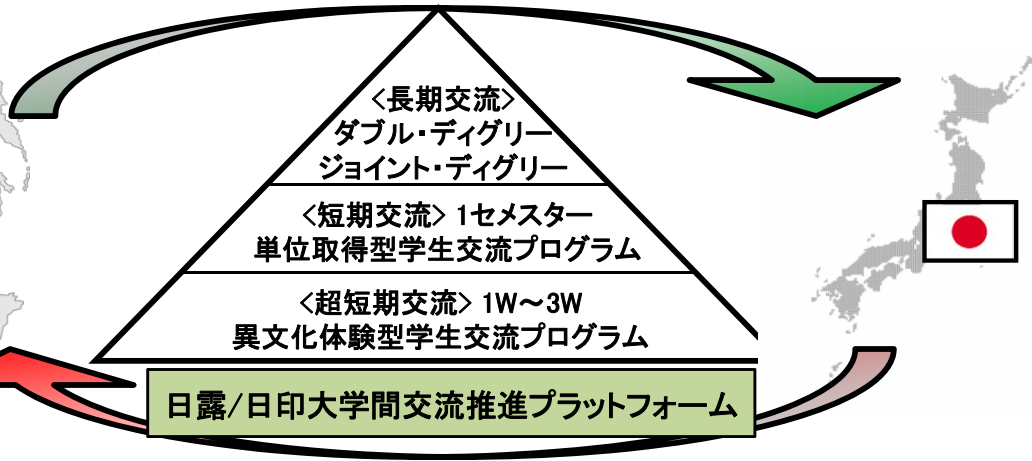 <長期交流>
ダブル・ディグリー
ジョイント・ディグリー
<短期交流> 1セメスター
単位取得型学生交流プログラム
<超短期交流> 1W～3W
異文化体験型学生交流プログラム
日露/日印大学間交流推進プラットフォーム